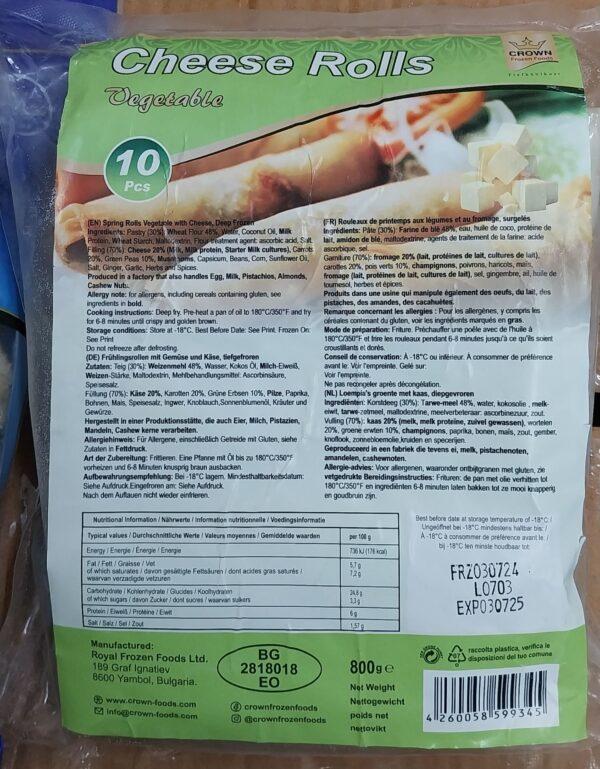 Cheese Rolls
CROWN
Frozen Foods
Tiefkühlkost
Vegetable
10
Pcs
(EN) Spring Rolls Vegetable with Cheese, Deep Frozen
Ingredients: Pastry (30%) Wheat Flour 48%, Water, Coconut Oil, Milk
Protein, Wheat Starch, Maltodextrin, Flour treatment agent: ascorbic acid, Salt.
Filling (70%): Cheese 20% (Milk, Milk protein, Starter Milk cultures), Carrots
20%, Green Peas 10%, Mushrooms, Capsicum, Beans, Corn, Sunflower Oil,
Salt, Ginger, Garlic, Herbs and Spices.
Produced in a factory that also handles Egg, Milk, Pistachios, Almonds,
Cashew Nuts.
Allergy note: for allergens, including cereals containing gluten, see
ingredients in bold.
Cooking instructions: Deep fry. Pre-heat a pan of oil to 180°C/350°F and fry
for 6-8 minutes until crispy and golden brown.
Storage conditions: Store at -18°C. Best Before Date: See Print. Frozen On:
See Print
Do not refreeze after defrosting.
(DE) Frühlingsrollen mit Gemüse und Käse, tiefgefroren
Zutaten: Teig (30%): Weizenmehl 48%, Wasser, Kokos Öl, Milch-Eiweiß,
Weizen-Stärke, Maltodextrin, Mehlbehandlungsmittel: Ascorbinsäure,
Speisesalz.
Füllung (70%): Käse 20%, Karotten 20%, Grüne Erbsen 10%, Pilze, Paprika,
Bohnen, Mais, Speisesalz, Ingwer, Knoblauch,Sonnenblumenöl, Kräuter und
Gewürze.
Hergestellt in einer Produktionsstätte, die auch Eier, Milch, Pistazien,
Mandeln, Cashew kerne verarbeiten.
Allergiehinweis: Für Allergene, einschließlich Getreide mit Gluten, siehe
Zutaten in Fettdruck.
Art der Zubereitung: Frittieren. Eine Pfanne mit Öl bis zu 180°C/350°F
vorheizen und 6-8 Minuten knusprig braun ausbacken.
Aufbewahrungsempfehlung: Bei -18°C lagern. Mindesthaltbarkeitsdatum:
Siehe Aufdruck.Eingefroren am: Siehe Aufdruck.
Nach dem Auftauen nicht wieder einfrieren.
(FR) Rouleaux de printemps aux légumes et au fromage, surgelés
Ingrédients: Pâte (30%): Farine de blé 48%, eau, huile de coco, protéine de
lait, amidon de blé, maltodextrine, agents de traitement de la farine: acide
ascorbique, sel.
Garniture (70%): fromage 20% (lait, protéines de lait, cultures de lait),
carottes 20%, pois verts 10%, champignons, poivrons, haricots, maïs,
fromage (lait, protéines de lait, cultures de lait), sel, gingembre, ail, huile de
tournesol, herbes et épices.
Produits dans une usine qui manipule également des oeufs, du lait, des
pistaches, des amandes, des cacahuètes.
Remarque concernant les allergies : Pour les allergènes, y compris les
céréales contenant du gluten, voir les ingrédients marqués en gras.
Mode de préparation: Friture. Préchauffer une poêle avec de l'huile à
180°C/350°F et frire les rouleaux pendant 6-8 minutes jusqu'à ce qu'ils soient
croustillants et dorés.
Conseil de conservation: À -18°C ou inférieur. À consommer de préférence
avant le: Voir l'empreinte. Gelé sur:
Voir l'empreinte.
Ne pas recongeler après décongélation.
(NL) Loempia's groente met kaas, diepgevroren
Ingrediënten: Korstdeeg (30%): Tarwe-meel 48%, water, kokosolie , melk-
eiwit, tarwe-zetmeel, maltodextrine, meelverbeteraar: ascorbinezuur, zout.
Vulling (70%): kaas 20% (melk, melk proteine, zuivel gewassen), wortelen
20%, groene erwten 10%, champignons, paprika, bonen, maïs, zout, gember,
knoflook, zonnebloemolie,kruiden en specerijen.
Geproduceerd in een fabriek die tevens ei, melk, pistachenoten,
amandelen, cashewnoten.
Allergie-advies: Voor allergenen, waaronder ontbijtgranen met gluten, zie
vetgedrukte Bereidingsinstructies: Frituren: de pan met olie verhitten tot
180°C/350°F en ingrediënten 6-8 minuten laten bakken tot ze mooi knapperig
en goudbruin zijn.
Nutritional Information / Nährwerte / Information nutritionnelle / Voedingsinformatie
Typical values / Durchschnittliche Werte / Valeurs moyennes / Gemiddelde waarden per 100 g
Energy / Energie / Énergie / Energie 736 kJ (176 kcal)
Fat / Fett / Graisse / Vet 5,7 g
of which saturates / davon gesättigte Fettsäuren / dont acides gras saturés / 7,2 g
waarvan verzadigde vetzuren
Carbohydrate / Kohlenhydrate / Glucides / Koolhydraten 24,8 g
of which sugars / davon Zucker / dont sucres / waarvan suikers 3,3 g
Protein / Eiweiß / Protéine / Eiwit 6 g
Salt / Salz / Sel / Zout 1,57 g
Best before date at storage temperature of -18°C /
Ungeöffnet bei -18°C mindestens haltbar bis: /
À -18°C à consommer de préférence avant le: /
bij -18°C ten minste houdbaar tot:
FRZ030724
L0703
EXP030725
Manufactured:
Royal Frozen Foods Ltd.
189 Graf Ignatiev
8600 Yambol, Bulgaria.
www.crown-foods.com
info@crown-foods.com
BG
2818018
EO
crownfrozenfoods
@crownfrozenfoods
800g e
Net Weight
Nettogewicht
poids net
nettovikt
raccolta plastica, verifica le
disposizioni del tuo comune
4 260058 599345